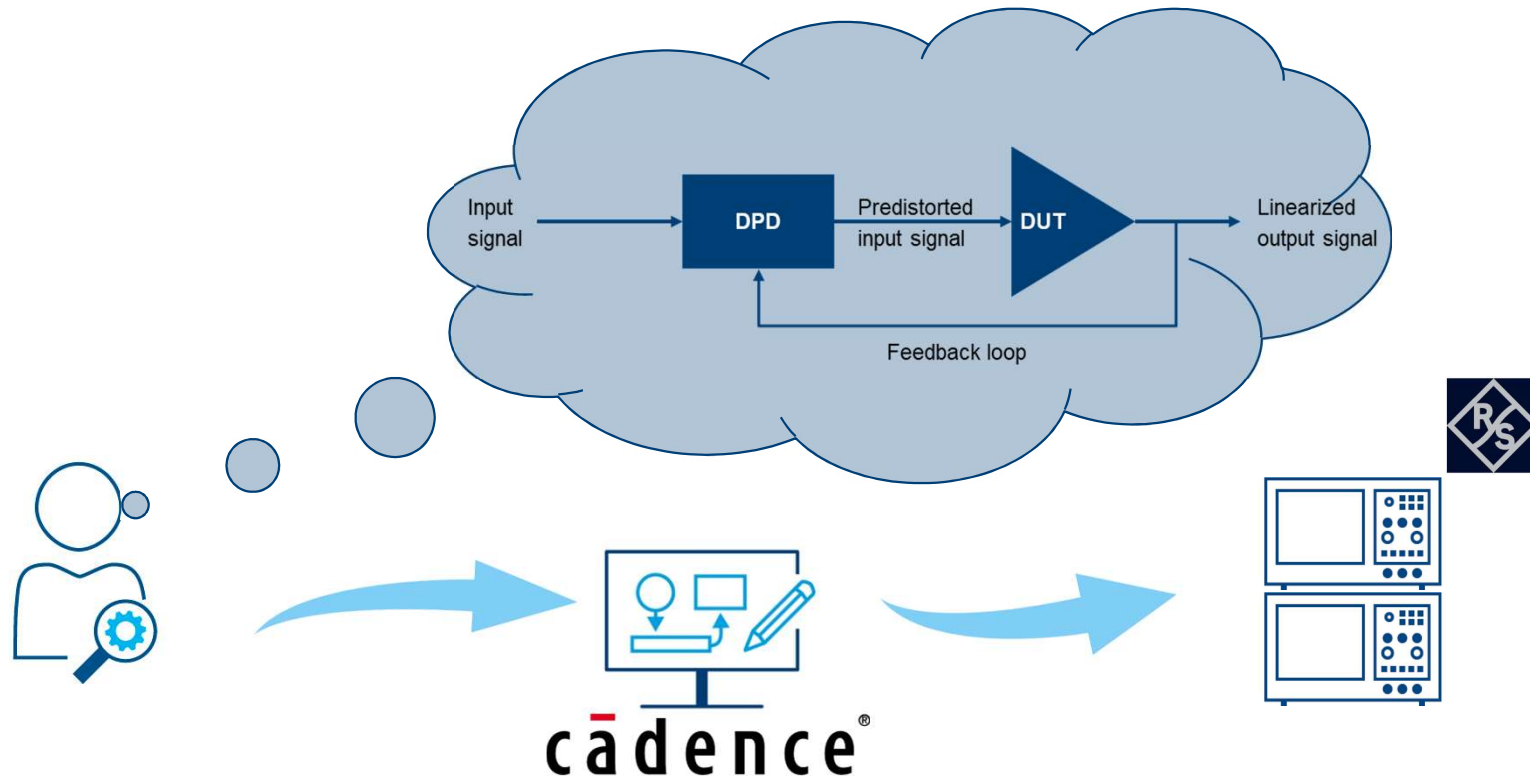 Input
signal
DPD
Predistorted
input signal
DUT
Linearized
output signal
Feedback loop
R/S
cādence®